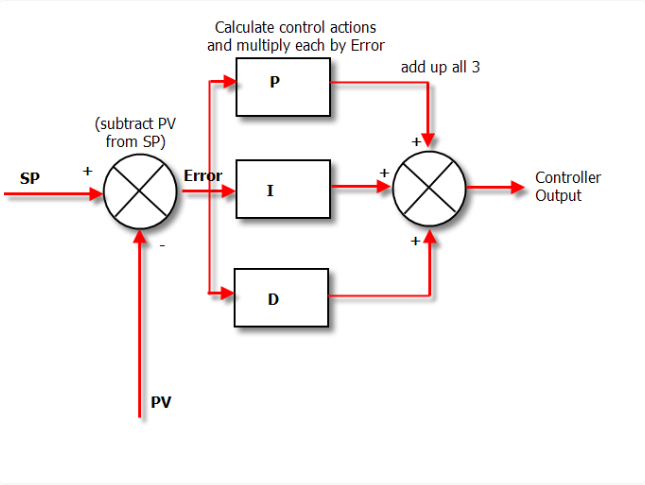 Calculate control actions
and multiply each by Error
add up all 3
P
(subtract PV
from SP)
+
SP
+
Error
I
+
Controller
Output
-
+
D
PV